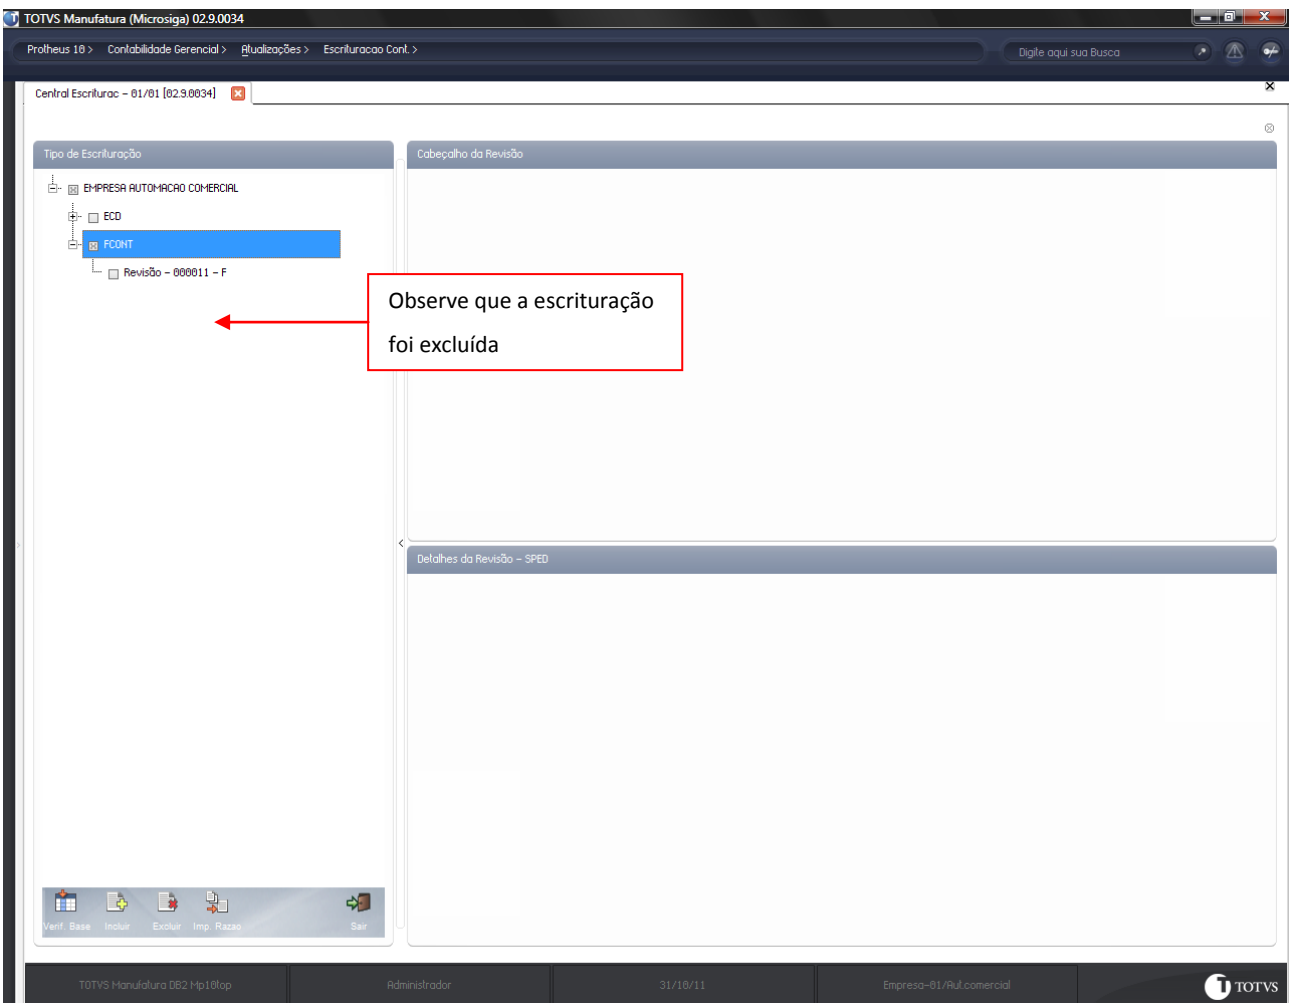 TOTVS Manufatura (Microsiga) 02.9.0034
Protheus 10 > Contabilidade Gerencial > Atualizações > Escrituracao Cont. >
Digite aqui sua Busca
Central Escriturac - 01/01 [02.9.0034]
Tipo de Escrituração
Cabeçalho da Revisão
EMPRESA AUTOMACAO COMERCIAL
ECD
FCONT
Revisão - 000011 - F
Observe que a escrituração
foi excluída
Detalhes da Revisão - SPED
Verif. Base Incluir Excluir Imp. Razao Sair
TOTVS Manufatura DB2 Mp10top Administrador 31/10/11 Empresa-01/Aut.comercial
TOTVS